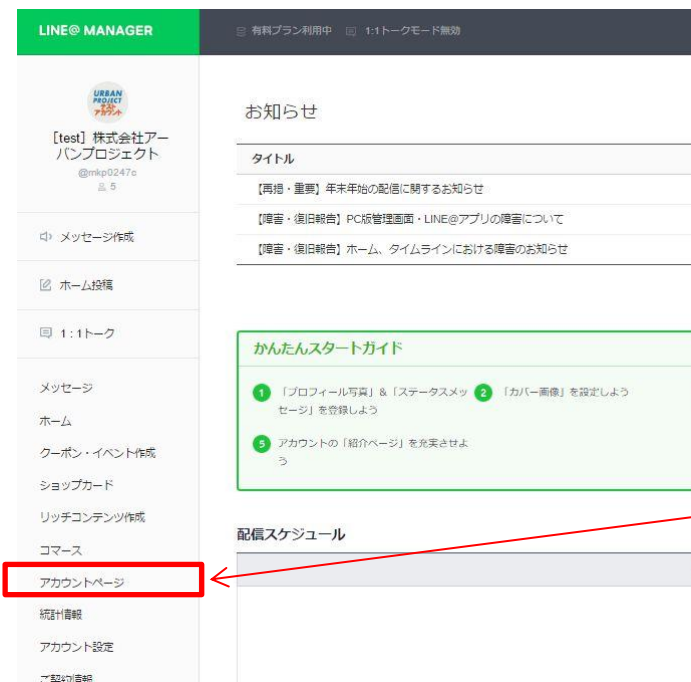 LINE@ MANAGER
有料プラン利用中 1:1トークモード無効
URBAN
PROJECT
テスト
アカウント
［test］株式会社アー
バンプロジェクト
@mkp0247c
5
メッセージ作成
ホーム投稿
1:1トーク
メッセージ
ホーム
クーポン・イベント作成
ショップカード
リッチコンテンツ作成
コマース
アカウントページ
統計情報
アカウント設定
ご契約情報
お知らせ
タイトル
【再掲・重要】年末年始の配信に関するお知らせ
【障害・復旧報告】PC版管理画面・LINE@アプリの障害について
【障害・復旧報告】ホーム、タイムラインにおける障害のお知らせ
かんたんスタートガイド
1 「プロフィール写真」&「ステータスメッ
セージ」を登録しよう
2 「カバー画像」を設定しよう
5 アカウントの「紹介ページ」を充実させよ
う
配信スケジュール